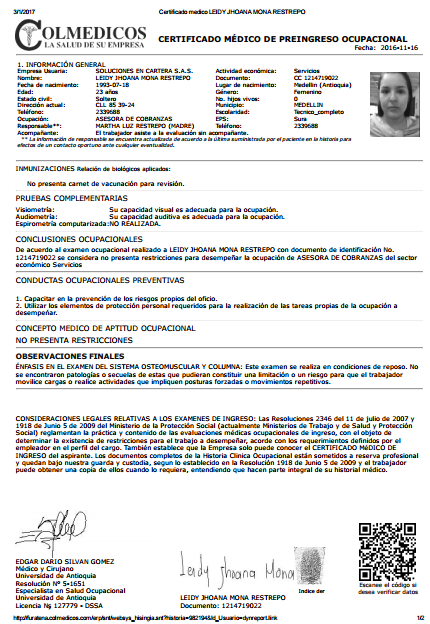 3/1/2017 Certificado medico LEIDY JHOANA MONA RESTREPO
COLMEDICOS
LA SALUD DE SU EMPRESA
CERTIFICADO MÉDICO DE PREINGRESO OCUPACIONAL
Fecha: 2016-11-16
1. INFORMACIÓN GENERAL
Empresa Usuaria: SOLUCIONES EN CARTERA S.A.S. Actividad económica: Servicios
Nombre: LEIDY JHOANA MONA RESTREPO Documento: CC 1214719022
Fecha de nacimiento: 1993-07-18 Lugar de nacimiento: Medellin (Antioquia)
Edad: 23 años Genero: Femenino
Estado civil: Soltero No. hijos vivos: 0
Dirección actual: CLL 85 39-24 Municipio: MEDELLIN
Teléfono: 2339688 Escolaridad: Tecnico_completo
Ocupación: ASESORA DE COBRANZAS EPS: Sura
Responsable**: MARTHA LUZ RESTREPO (MADRE) Teléfono: 2339688
Acompañante: El trabajador asiste a la evaluación sin acompañante.
** La información de responsable se encuentra actualizada de acuerdo a la última suministrada por el paciente en la historia para
efectos de un contacto oportuno ante cualquier eventualidad.
INMUNIZACIONES Relación de biológicos aplicados:
No presenta carnet de vacunación para revisión.
PRUEBAS COMPLEMENTARIAS
Visiometría: Su capacidad visual es adecuada para la ocupación.
Audiometría: Su capacidad auditiva es adecuada para la ocupación.
Espirometría computarizada: NO REALIZADA.
CONCLUSIONES OCUPACIONALES
De acuerdo al examen ocupacional realizado a LEIDY JHOANA MONA RESTREPO con documento de identificación No.
1214719022 se considera no presenta restricciones para desempeñar la ocupación de ASESORA DE COBRANZAS del sector
económico Servicios
CONDUCTAS OCUPACIONALES PREVENTIVAS
1. Capacitar en la prevención de los riesgos propios del oficio.
2. Utilizar los elementos de protección personal requeridos para la realización de las tareas propias de la ocupación a
desempeñar.
CONCEPTO MEDICO DE APTITUD OCUPACIONAL
NO PRESENTA RESTRICCIONES
OBSERVACIONES FINALES
ÉNFASIS EN EL EXAMEN DEL SISTEMA OSTEOMUSCULAR Y COLUMNA: Este examen se realiza en condiciones de reposo. No
se encontraron patologías o secuelas de estas que pudieran constituir una limitación o un riesgo para que el trabajador
movilice cargas o realice actividades que impliquen posturas forzadas o movimientos repetitivos.
CONSIDERACIONES LEGALES RELATIVAS A LOS EXAMENES DE INGRESO: Las Resoluciones 2346 del 11 de julio de 2007 y
1918 de Junio 5 de 2009 del Ministerio de la Protección Social (actualmente Ministerios de Trabajo y de Salud y Protección
Social) reglamentan la práctica y contenido de las evaluaciones médicas ocupacionales de ingreso, con el objeto de
determinar la existencia de restricciones para el trabajo a desempeñar, acorde con los requerimientos definidos por el
empleador en el perfil del cargo. También establece que la Empresa solo puede conocer el CERTIFICADO MÉDICO DE
INGRESO del aspirante. Los documentos completos de la Historia Clínica Ocupacional están sometidos a reserva profesional
y quedan bajo nuestra guarda y custodia, segun lo establecido en la Resolución 1918 de Junio 5 de 2009 y el trabajador
puede obtener una copia de ellos cuando lo requiera, entendiendo que hacen parte integral de su historial médico.
Leidy Jhoana Mona
EDGAR DARIO SILVAN GOMEZ
Médico y Cirujano
Universidad de Antioquia
Resolución Nº 5-1651
Especialista en Salud Ocupacional
Universidad de Antioquia
Licencia Nş 127779 • DSSA
LEIDY JHOANA MONA RESTREPO
Documento: 1214719022
Indice der
Escanee el código si
desea verificar datos
1/2